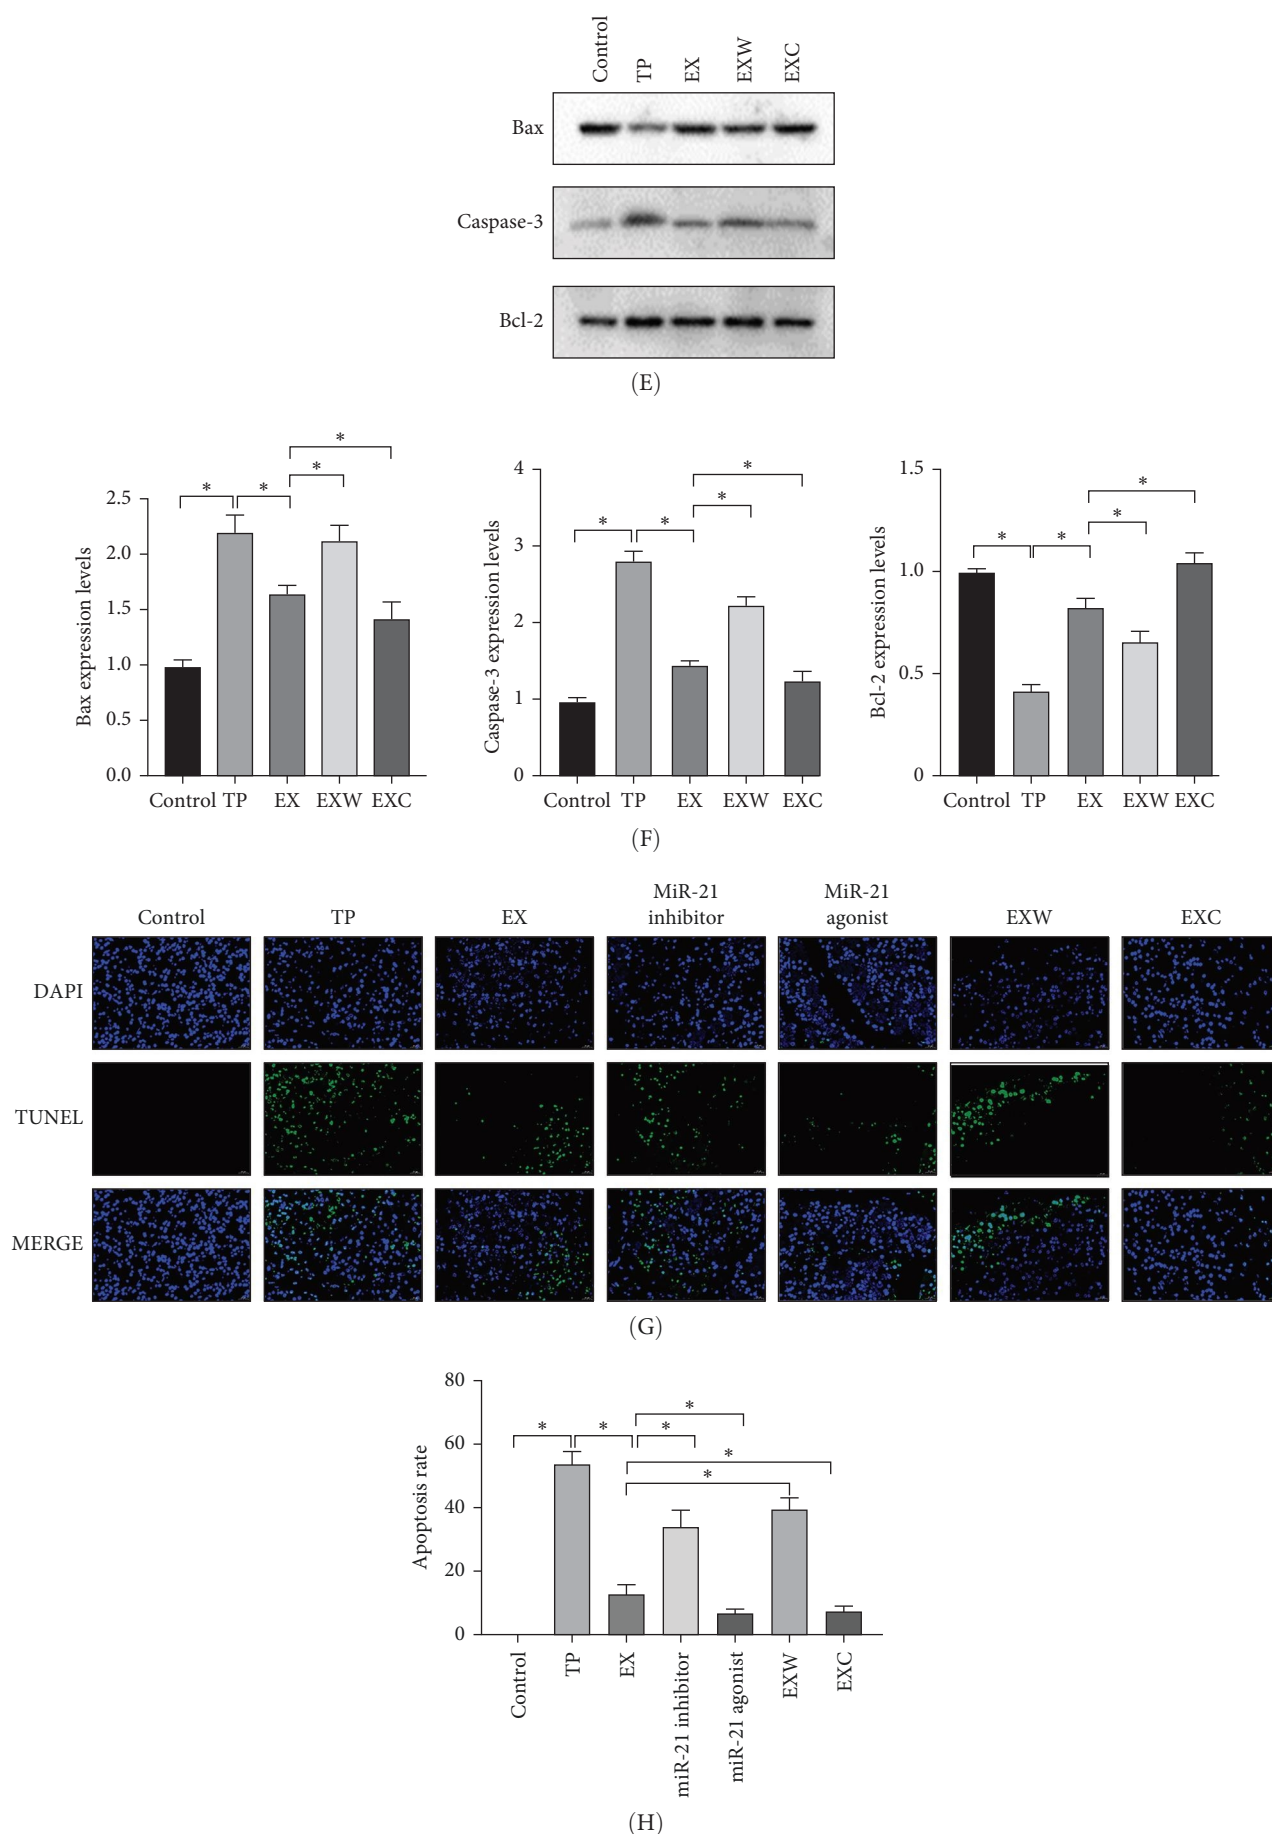 Control TP EX EXW EXC
Bax
Caspase-3
Bcl-2
(E)
Bax expression levels
2.5
2.0
1.5
1.0
0.5
0.0
* * * *
Control TP EX EXW EXC
Caspase-3 expression levels
4
3
2
1
0
* * * *
Control TP EX EXW EXC
Bcl-2 expression levels
1.5
1.0
0.5
0
* * * *
Control TP EX EXW EXC
(F)
Control TP EX MiR-21 inhibitor MiR-21 agonist EXW EXC
DAPI
TUNEL
MERGE
(G)
Apoptosis rate
80
60
40
20
0
* * * * * *
Control TP EX miR-21 inhibitor miR-21 agonist EXW EXC
(H)